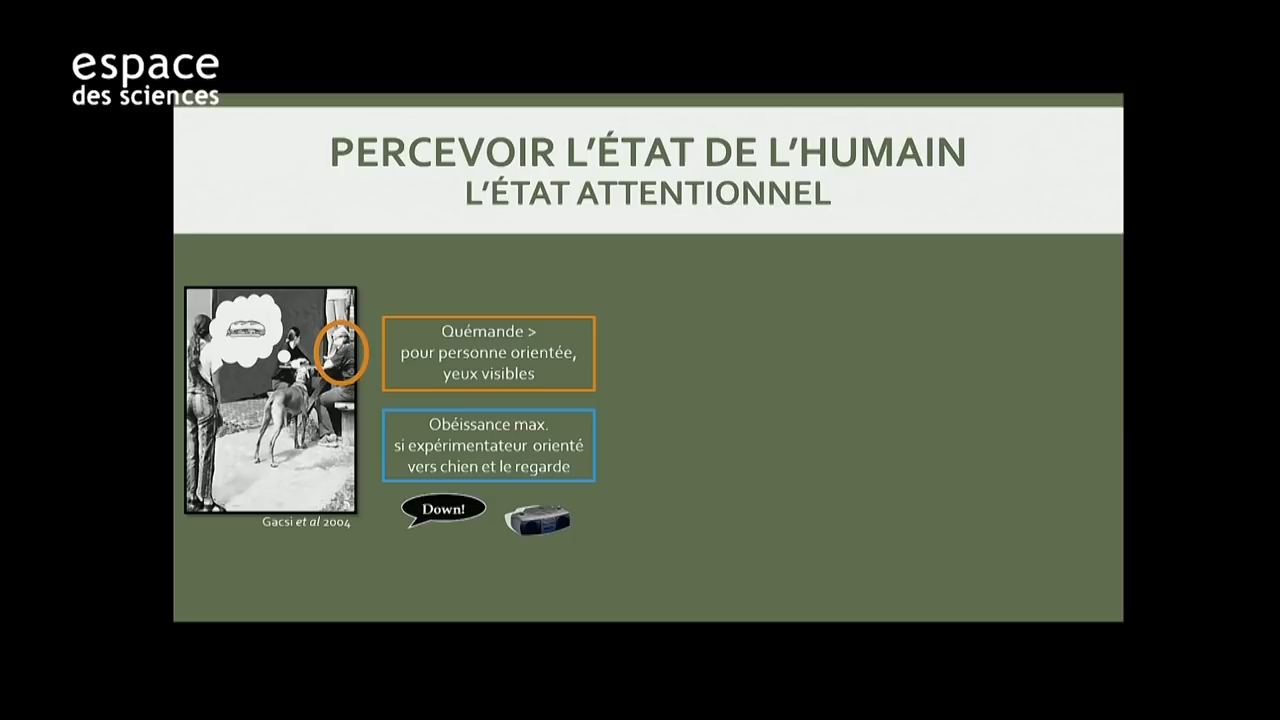 espace
des sciences
PERCEVOIR L'ÉTAT DE L'HUMAIN
L'ÉTAT ATTENTIONNEL
Quémande >
pour personne orientée,
yeux visibles
Obéissance max.
si expérimentateur orienté
vers chien et le regarde
Down!
Gacsi et al 2004